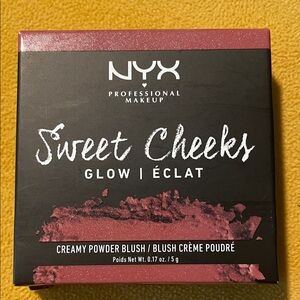 NYX
PROFESSIONAL
MAKEUP
Sweet Cheeks
GLOW | ÉCLAT
CREAMY POWDER BLUSH / BLUSH CRÈME POUDRÉ
Poids Net Wt. 0.17 oz. / 5 g